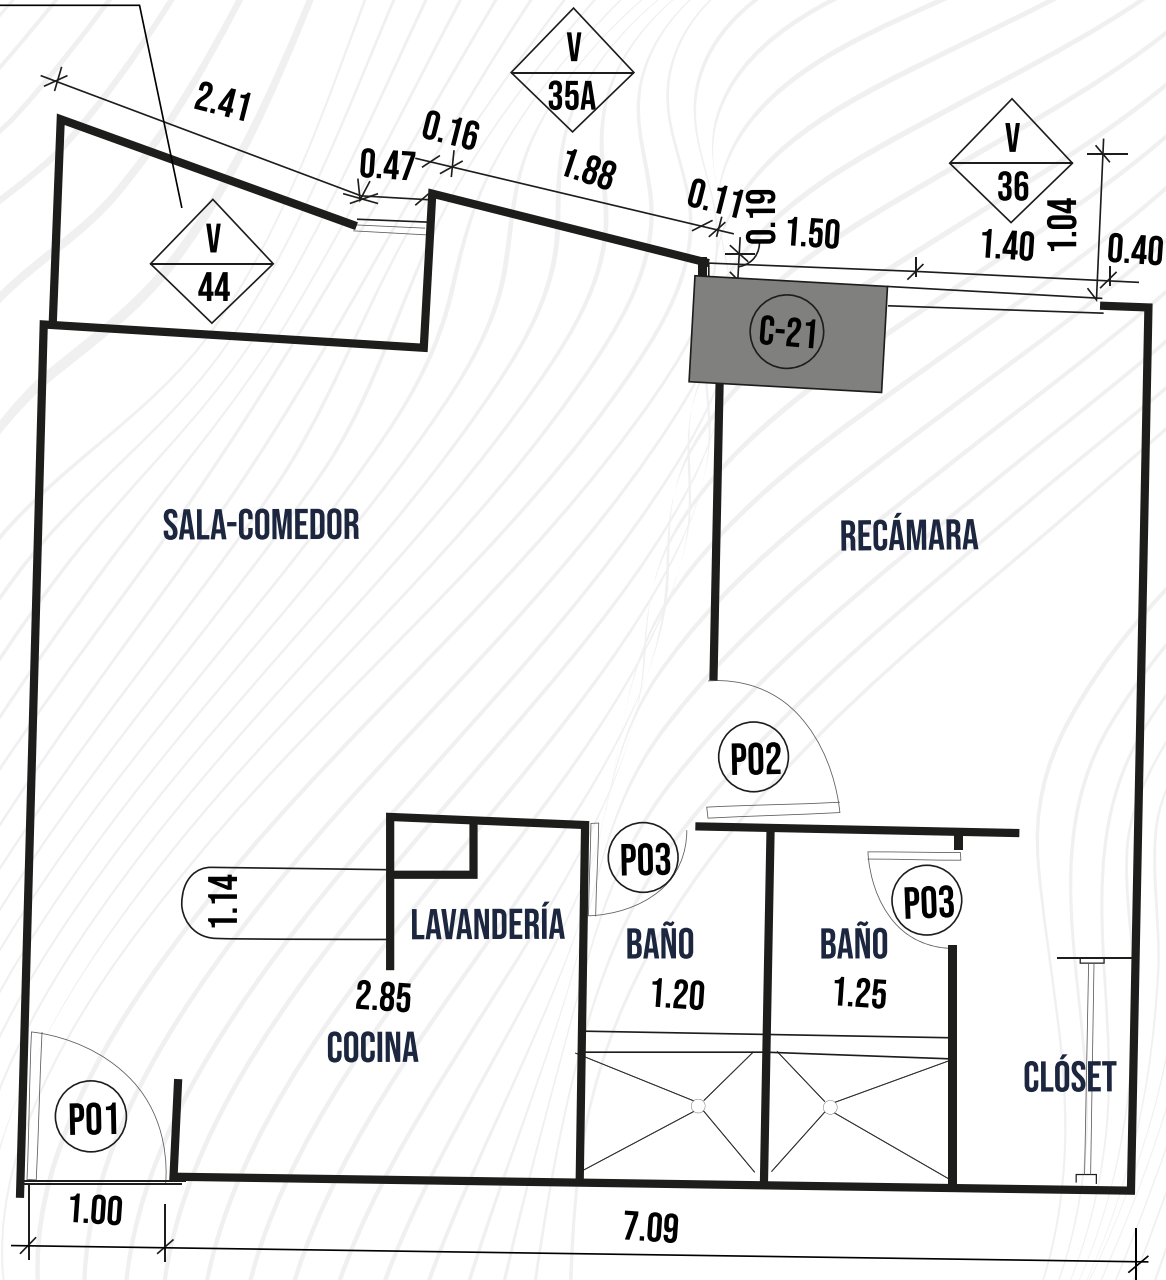 V
35A
2.41
0.16
V
36
0.47
1.88
0.11
0.19
1.50
1.40
1.04
0.40
V
44
C-21
SALA-COMEDOR
RECÁMARA
P02
P03
1.14
LAVANDERÍA
P03
BAÑO
BAÑO
2.85
1.20
1.25
COCINA
CLÓSET
P01
1.00
7.09